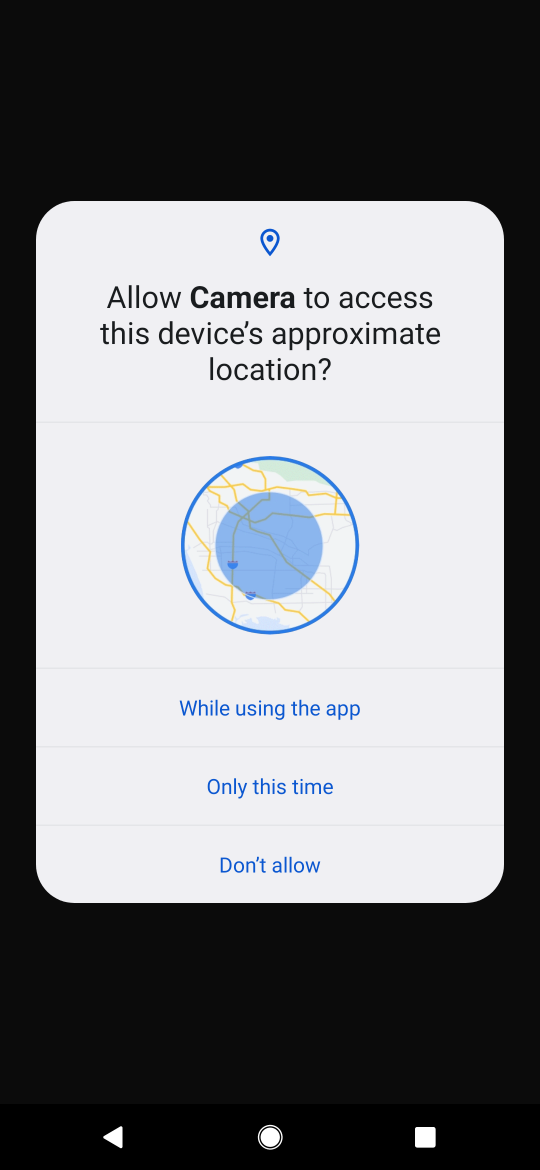 Allow Camera to access
this device’s approximate
location?
While using the app
Only this time
Don’t allow